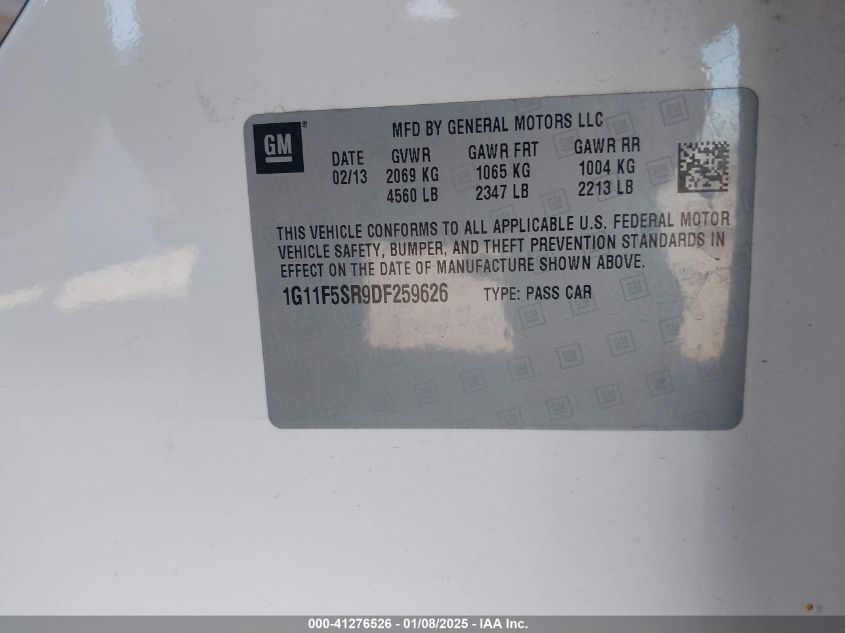 GM
MFD BY GENERAL MOTORS LLC
DATE GVWR GAWR FRT GAWR RR
02/13 2069 KG 1065 KG 1004 KG
4560 LB 2347 LB 2213 LB
THIS VEHICLE CONFORMS TO ALL APPLICABLE U.S. FEDERAL MOTOR
VEHICLE SAFETY, BUMPER, AND THEFT PREVENTION STANDARDS IN
EFFECT ON THE DATE OF MANUFACTURE SHOWN ABOVE.
1G11F5SR9DF259626 TYPE: PASS CAR
000-41276526 - 01/08/2025 - IAA Inc.